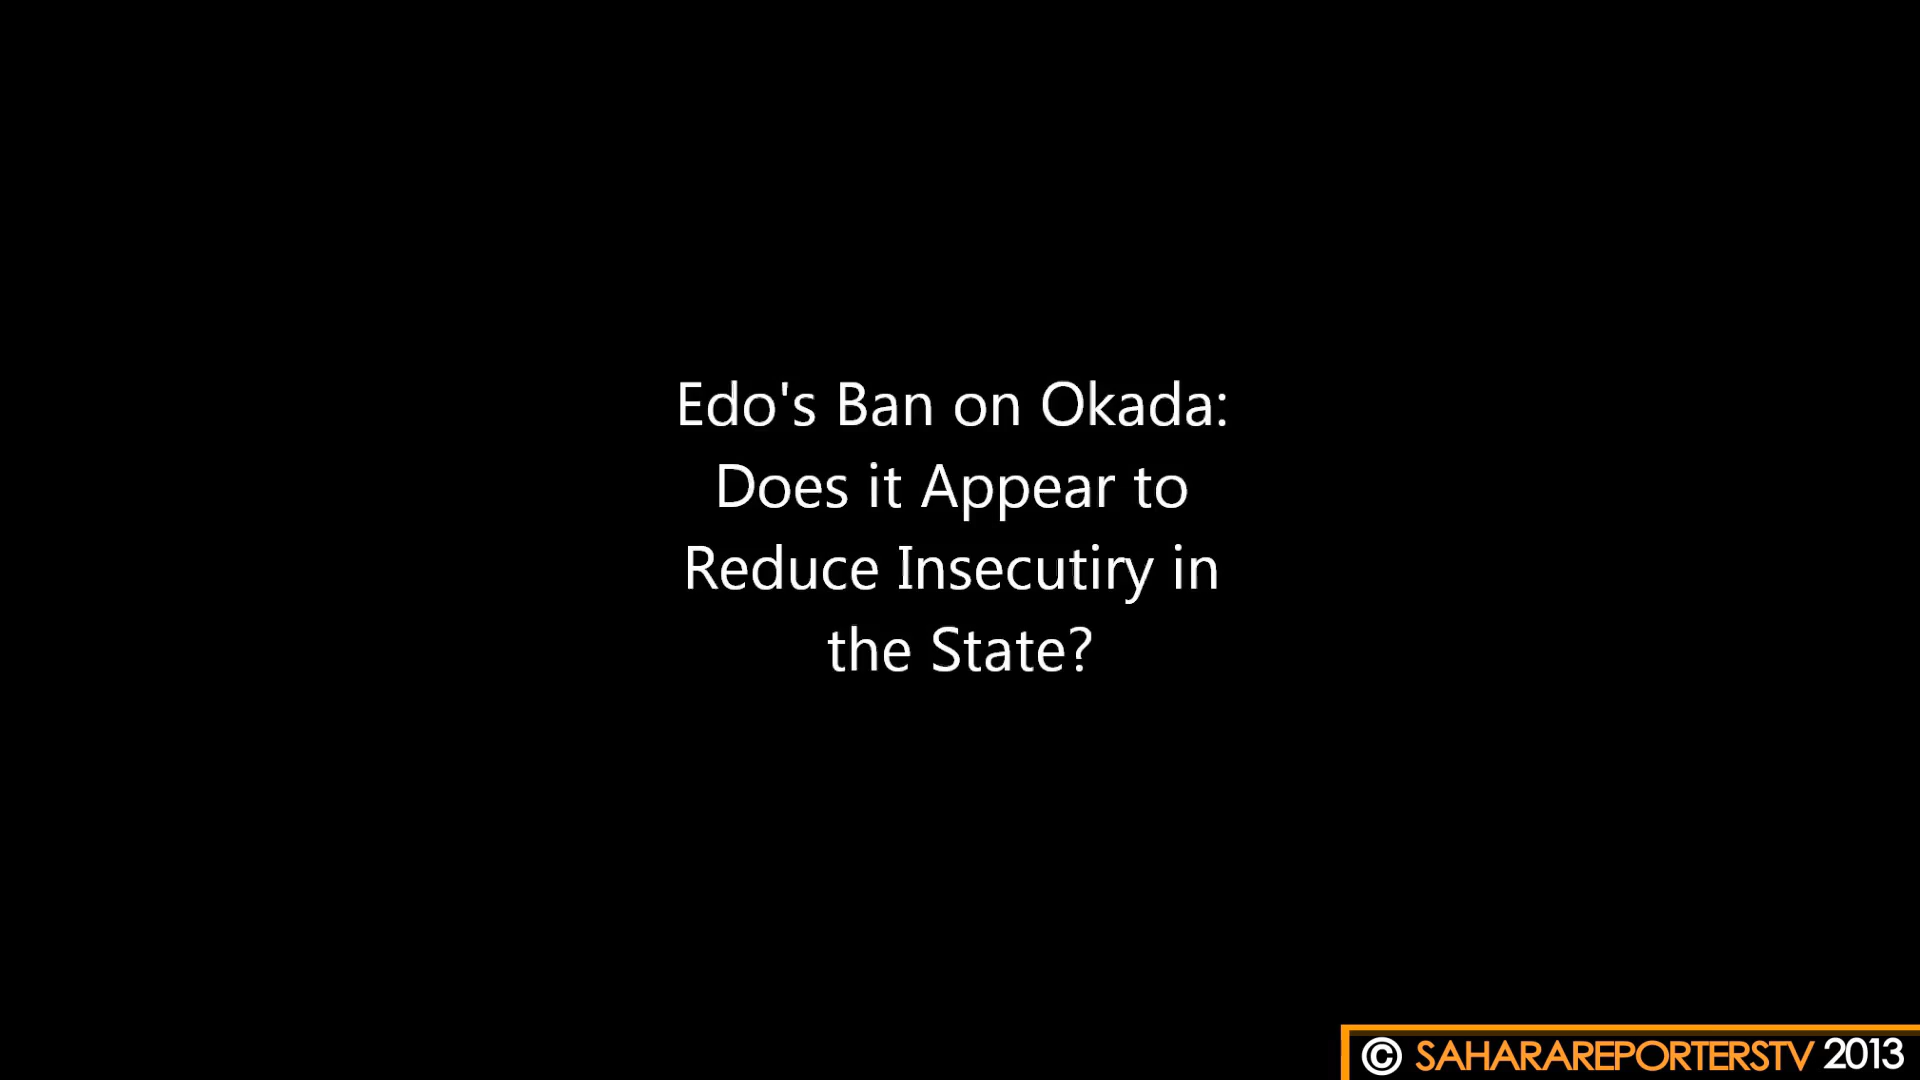 Edo's Ban on Okada:
Does it Appear to
Reduce Insecutiry in
the State?
© SAHARAREPORTERSTV 2013